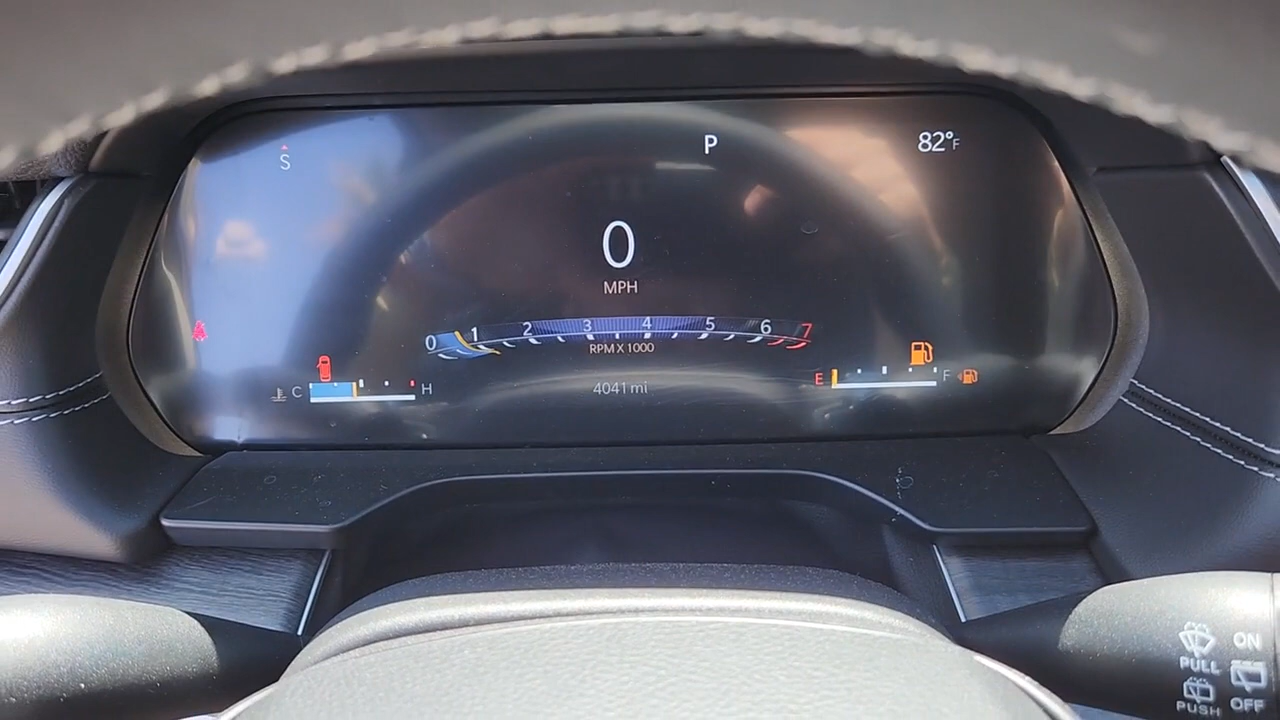 S
P
82°F
0
MPH
0 1 2 3 4 5 6 7
RPM X 1000
C H
4041 mi
E F
PULL
ON
PUSH
OFF